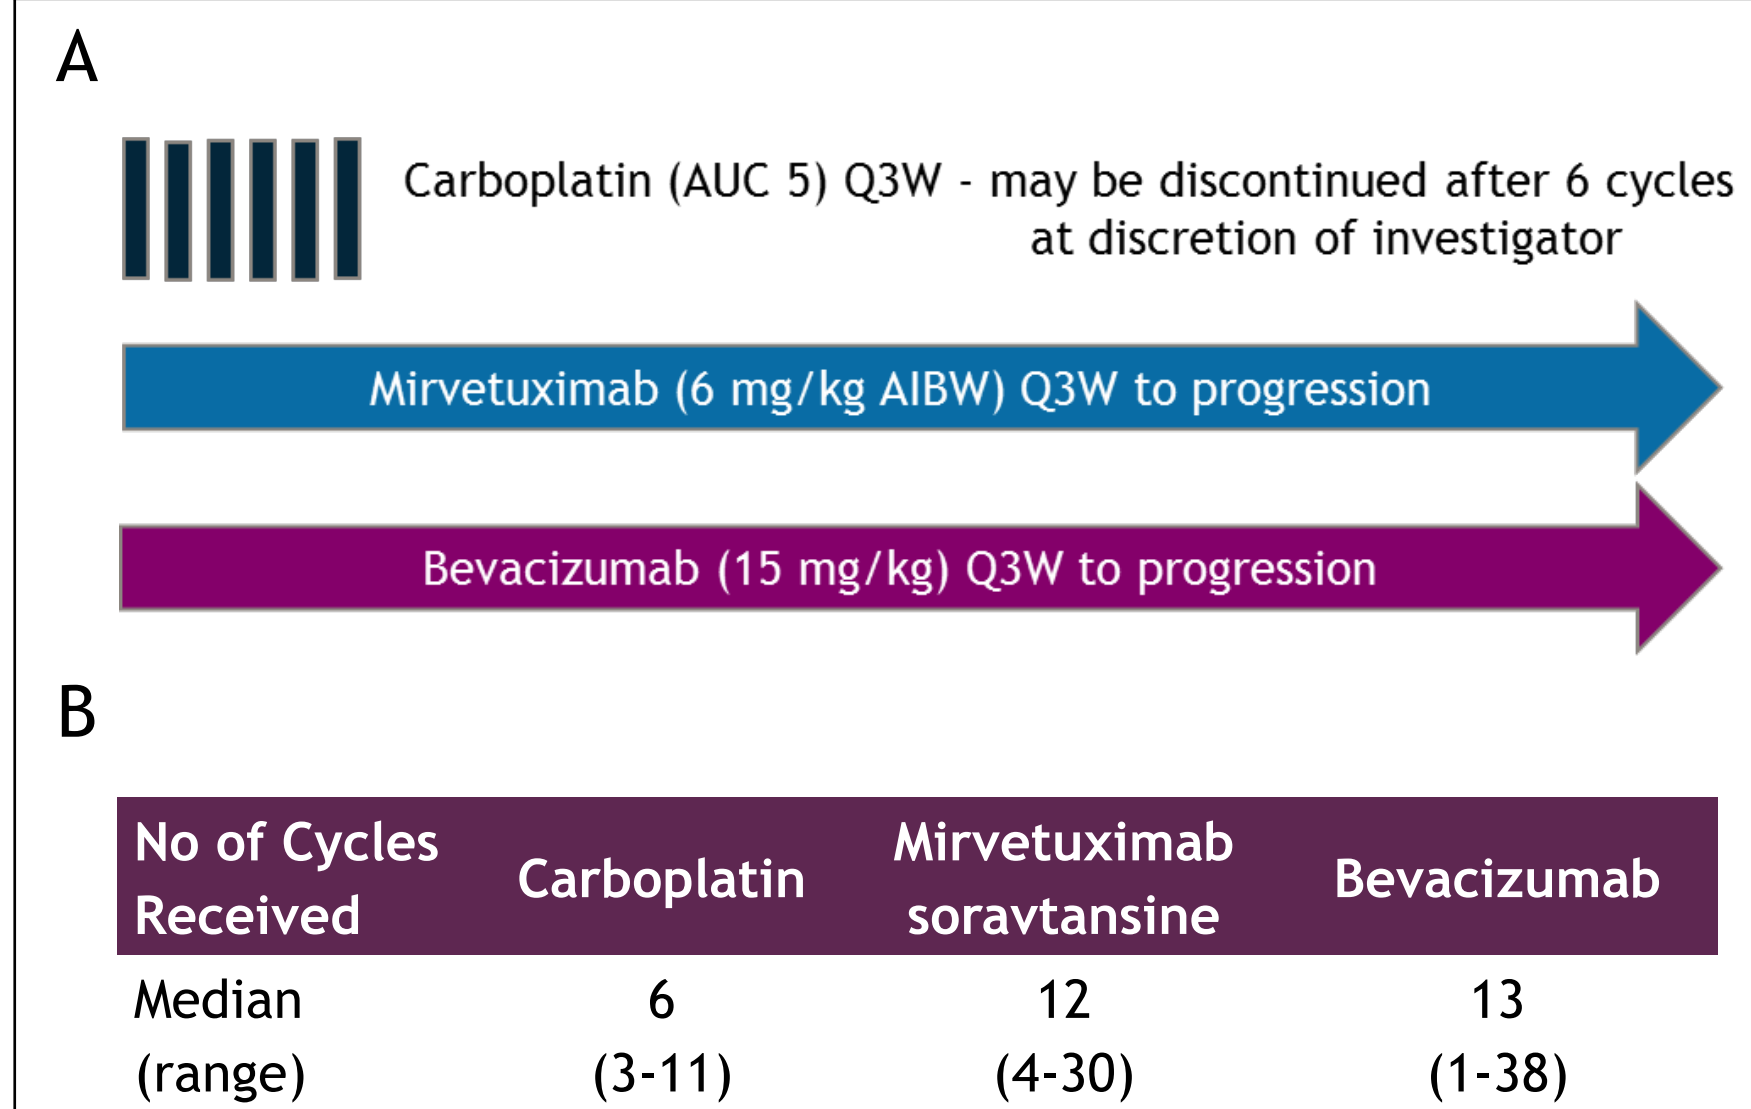 A
Carboplatin (AUC 5) Q3W - may be discontinued after 6 cycles
at discretion of investigator
Mirvetuximab (6 mg/kg AIBW) Q3W to progression
Bevacizumab (15 mg/kg) Q3W to progression
B
No of Cycles Received Carboplatin Mirvetuximab soravtansine Bevacizumab
Median 6 12 13
(range) (3-11) (4-30) (1-38)